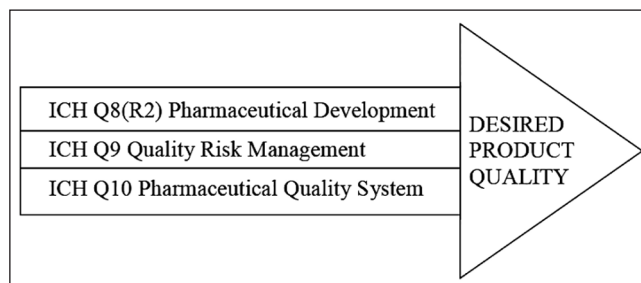 ICH Q8(R2) Pharmaceutical Development
ICH Q9 Quality Risk Management
ICH Q10 Pharmaceutical Quality System
DESIRED
PRODUCT
QUALITY